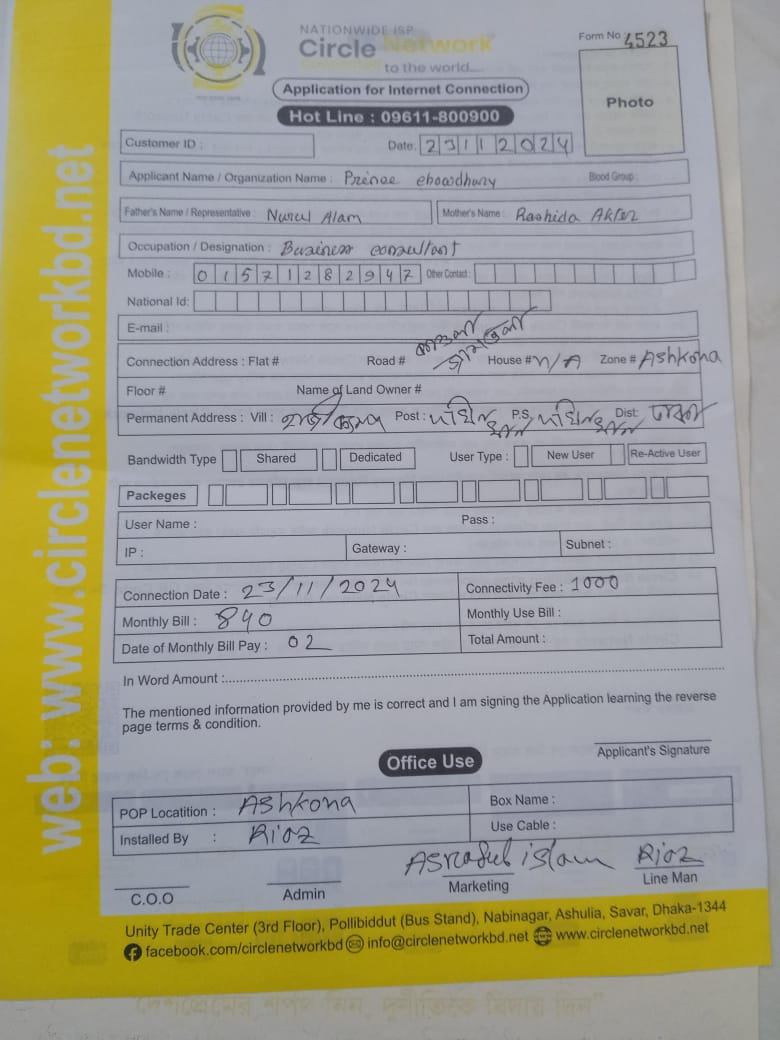 NATIONWIDE ISP
Circle Network
Connected to the world....
Form No 4523
Photo
Application for Internet Connection
Hot Line : 09611-800900
Customer ID :
Date: 23112024
Applicant Name / Organization Name : Prince chowdhury Blood Group :
Father's Name / Representative : Nurul Alam Mother's Name : Rashida Akter
Occupation / Designation : Business consultant
Mobile : 01571282947 Other Contact :
National Id:
E-mail :
Connection Address : Flat # Road # House # N/A Zone # Ashkona
Floor # Name of Land Owner #
Permanent Address : Vill : Post : P.S: Dist: ঢাকা
Bandwidth Type Shared Dedicated User Type : New User Re-Active User
Packeges
User Name : Pass :
IP : Gateway : Subnet :
Connection Date : 23/11/2024 Connectivity Fee : 1000
Monthly Bill : 840 Monthly Use Bill :
Date of Monthly Bill Pay : 02 Total Amount :
In Word Amount :
The mentioned information provided by me is correct and I am signing the Application learning the reverse
page terms & condition.
Applicant's Signature
Office Use
POP Locatition : Ashkona Box Name :
Installed By : Riaz Use Cable :
Asraful islam Riaz
C.O.O Admin Marketing Line Man
Unity Trade Center (3rd Floor), Pollibiddut (Bus Stand), Nabinagar, Ashulia, Savar, Dhaka-1344
facebook.com/circlenetworkbd info@circlenetworkbd.net www.circlenetworkbd.net
web: www.circlenetworkbd.net